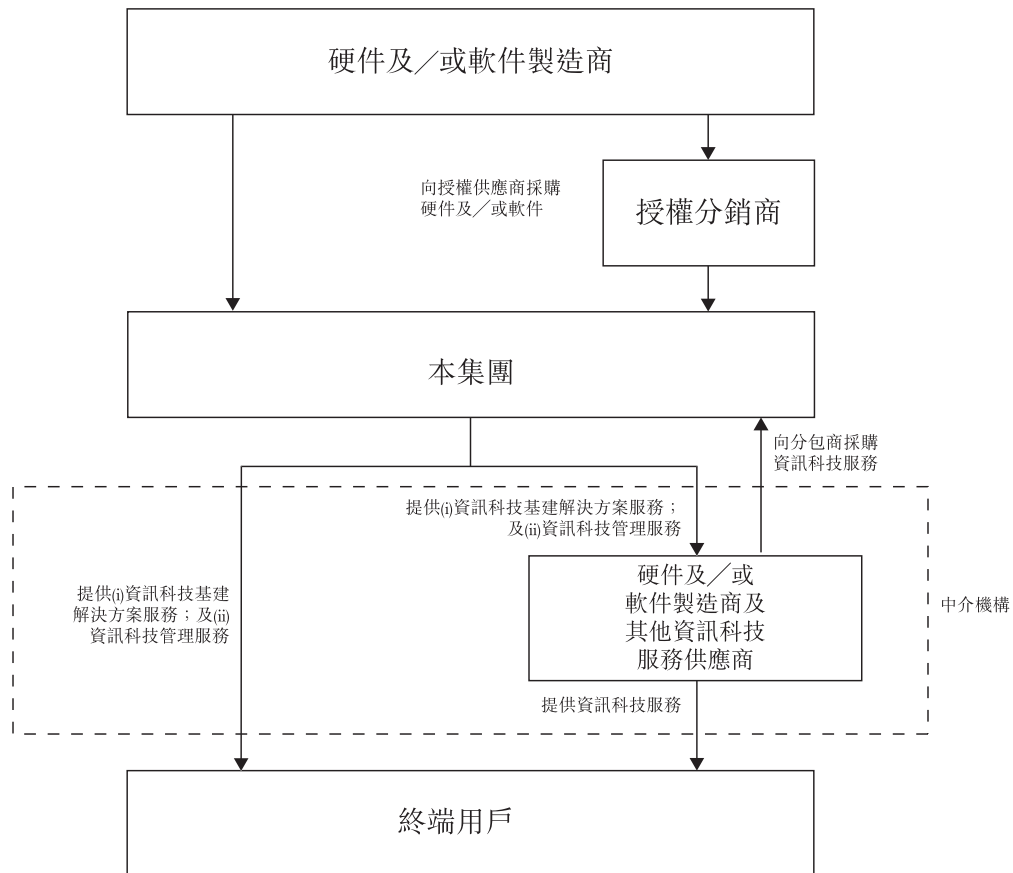 硬件及／或軟件製造商
向授權供應商採購
硬件及／或軟件
授權分銷商
本集團
向分包商採購
資訊科技服務
提供(i)資訊科技基建解決方案服務；
及(ii)資訊科技管理服務
提供(i)資訊科技基建
解決方案服務；及(ii)
資訊科技管理服務
硬件及／或
軟件製造商及
其他資訊科技
服務供應商
中介機構
提供資訊科技服務
終端用戶